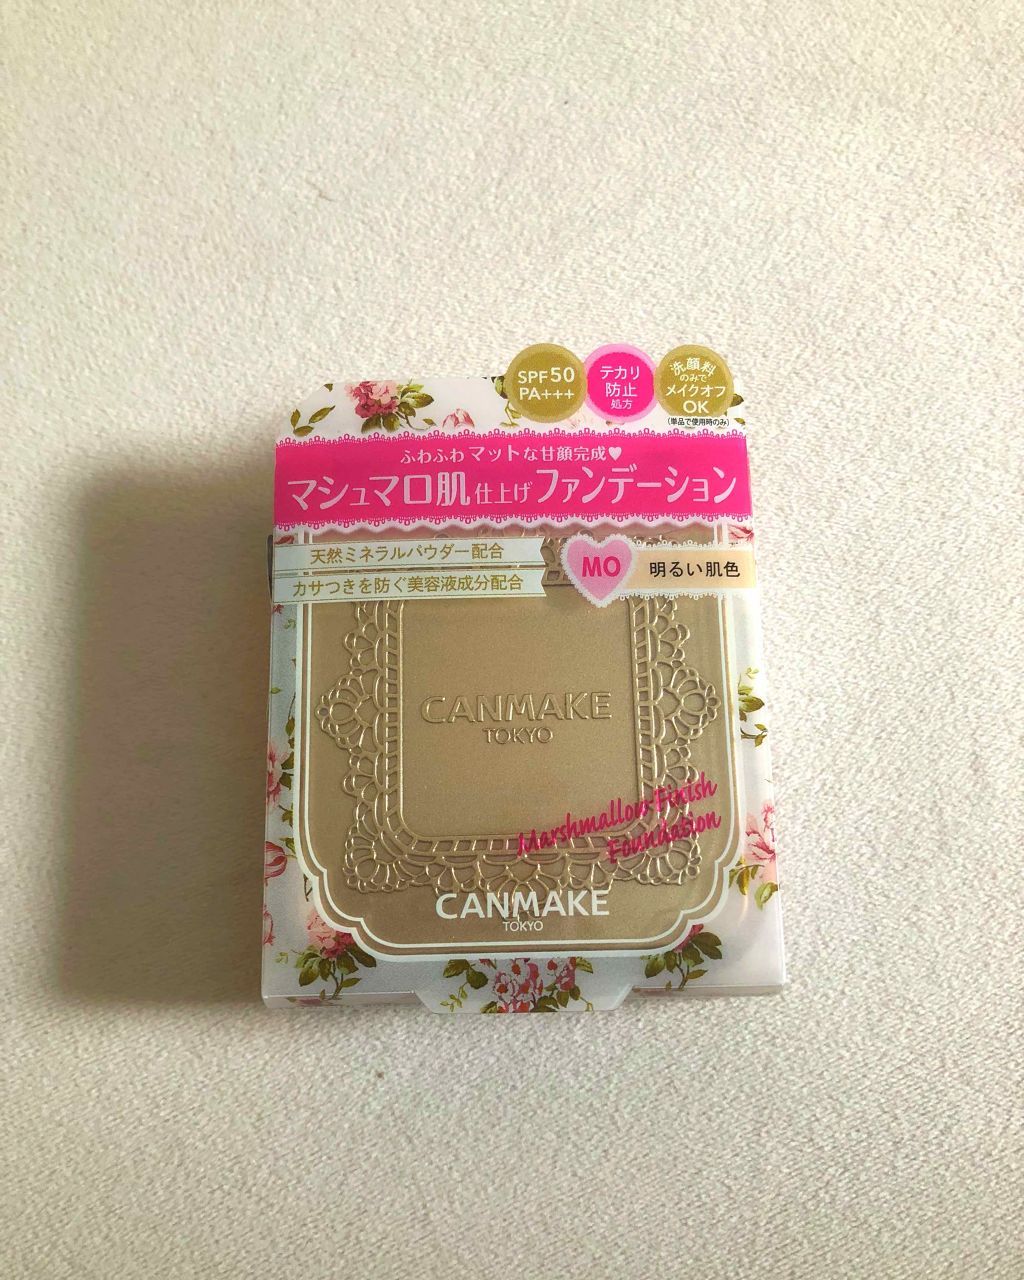 SPF50
PA+++
テカリ
防止
処方
洗顔料
のみで
メイクオフ
OK
(単品で使用時のみ)
ふわふわマットな甘顔完成♥
マシュマロ肌仕上げファンデーション
天然ミネラルパウダー配合
カサつきを防ぐ美容液成分配合
MO
明るい肌色
CANMAKE
TOKYO
Marshmallow Finish
Foundation
CANMAKE
TOKYO